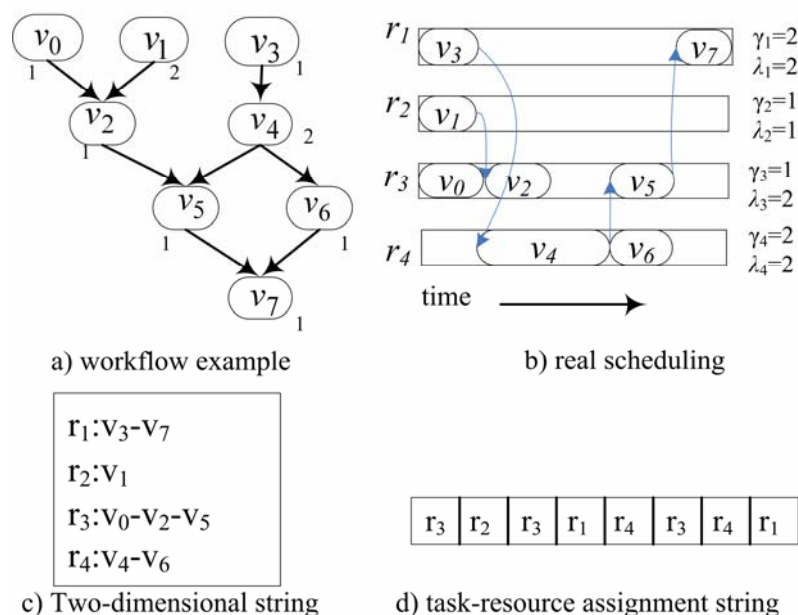 v0 v1 v3
1 2 1
v2 v4
1 2
v5 v6
1 1
v7
1
a) workflow example
r1 v3 v7 γ1=2
λ1=2
r2 v1 γ2=1
λ2=1
r3 v0 v2 v5 γ3=1
λ3=2
r4 v4 v6 γ4=2
λ4=2
time
b) real scheduling
r1:v3-v7
r2:v1
r3:v0-v2-v5
r4:v4-v6
c) Two-dimensional string
r3 r2 r3 r1 r4 r3 r4 r1
d) task-resource assignment string